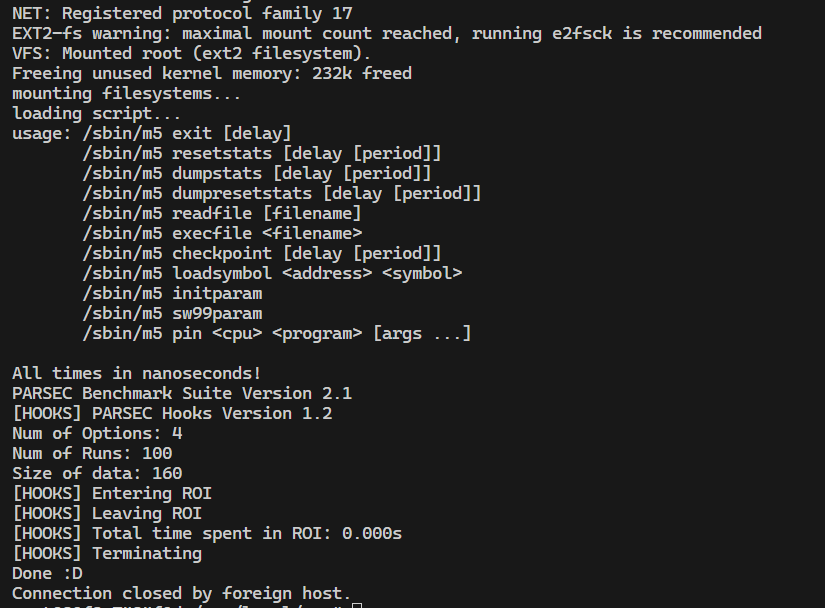 NET: Registered protocol family 17
EXT2-fs warning: maximal mount count reached, running e2fsck is recommended
VFS: Mounted root (ext2 filesystem).
Freeing unused kernel memory: 232k freed
mounting filesystems...
loading script...
usage: /sbin/m5 exit [delay]
       /sbin/m5 resetstats [delay [period]]
       /sbin/m5 dumpstats [delay [period]]
       /sbin/m5 dumpresetstats [delay [period]]
       /sbin/m5 readfile [filename]
       /sbin/m5 execfile <filename>
       /sbin/m5 checkpoint [delay [period]]
       /sbin/m5 loadsymbol <address> <symbol>
       /sbin/m5 initparam
       /sbin/m5 sw99param
       /sbin/m5 pin <cpu> <program> [args ...]

All times in nanoseconds!
PARSEC Benchmark Suite Version 2.1
[HOOKS] PARSEC Hooks Version 1.2
Num of Options: 4
Num of Runs: 100
Size of data: 160
[HOOKS] Entering ROI
[HOOKS] Leaving ROI
[HOOKS] Total time spent in ROI: 0.000s
[HOOKS] Terminating
Done :D
Connection closed by foreign host.